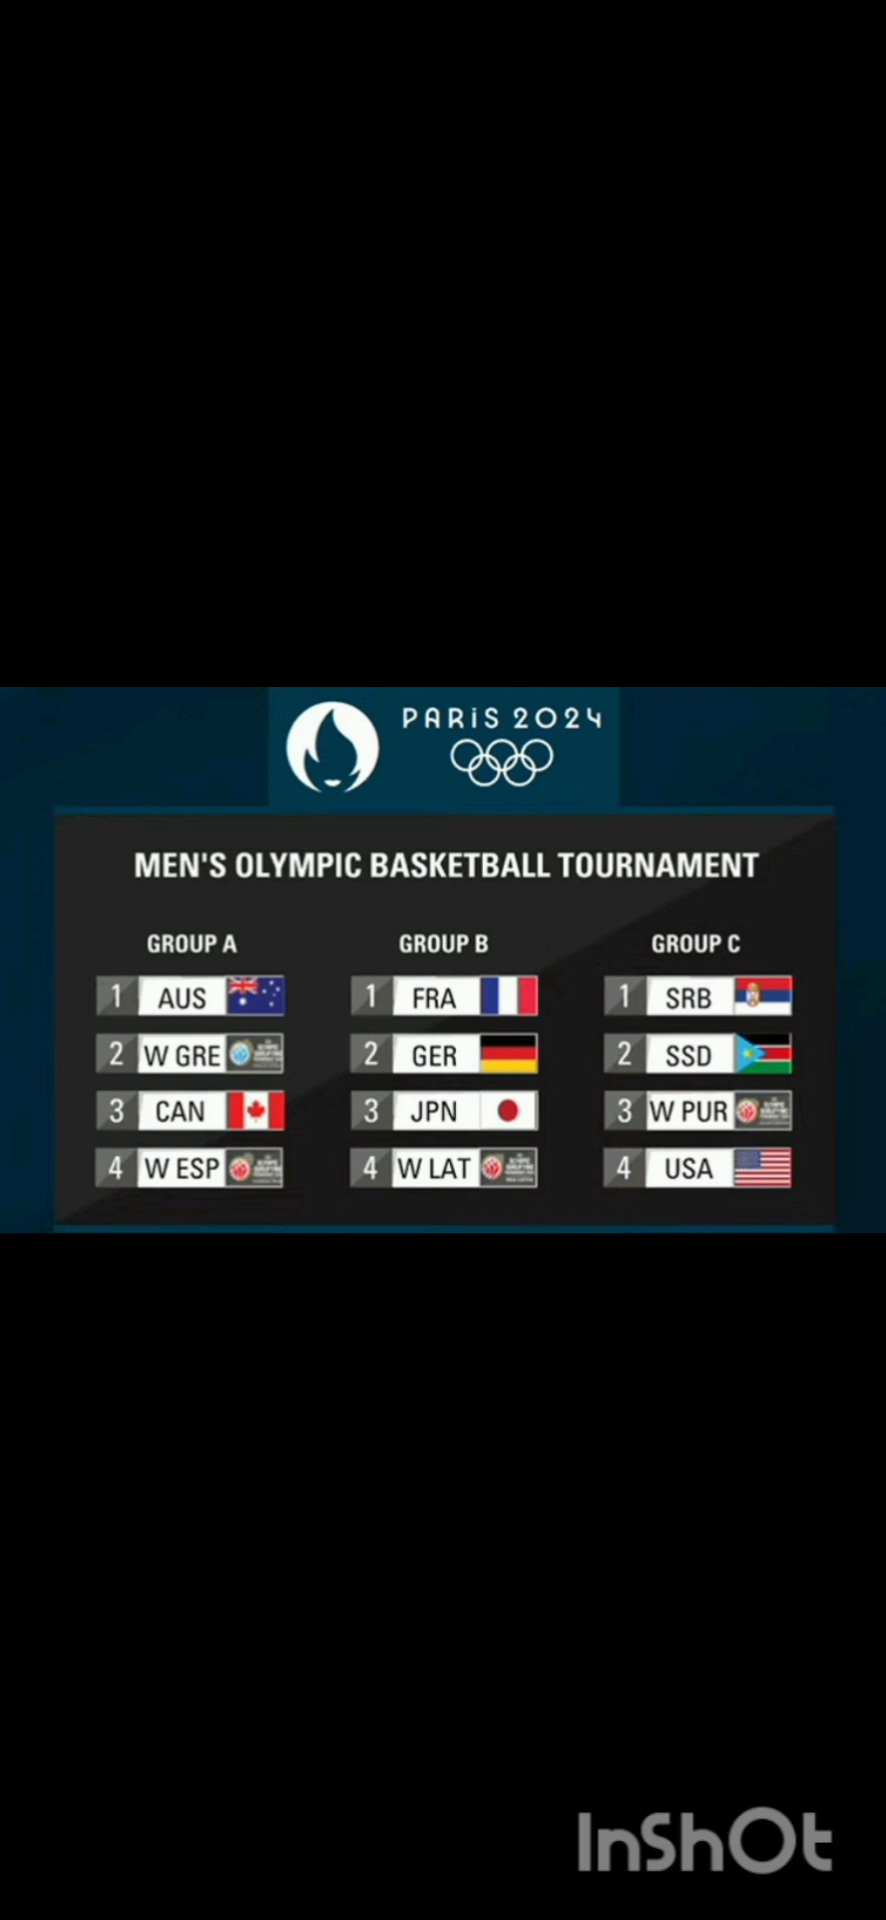 PARiS 2024
MEN'S OLYMPIC BASKETBALL TOURNAMENT
GROUP A
1 AUS
2 W GRE
3 CAN
4 W ESP
GROUP B
1 FRA
2 GER
3 JPN
4 W LAT
GROUP C
1 SRB
2 SSD
3 W PUR
4 USA
InShOt